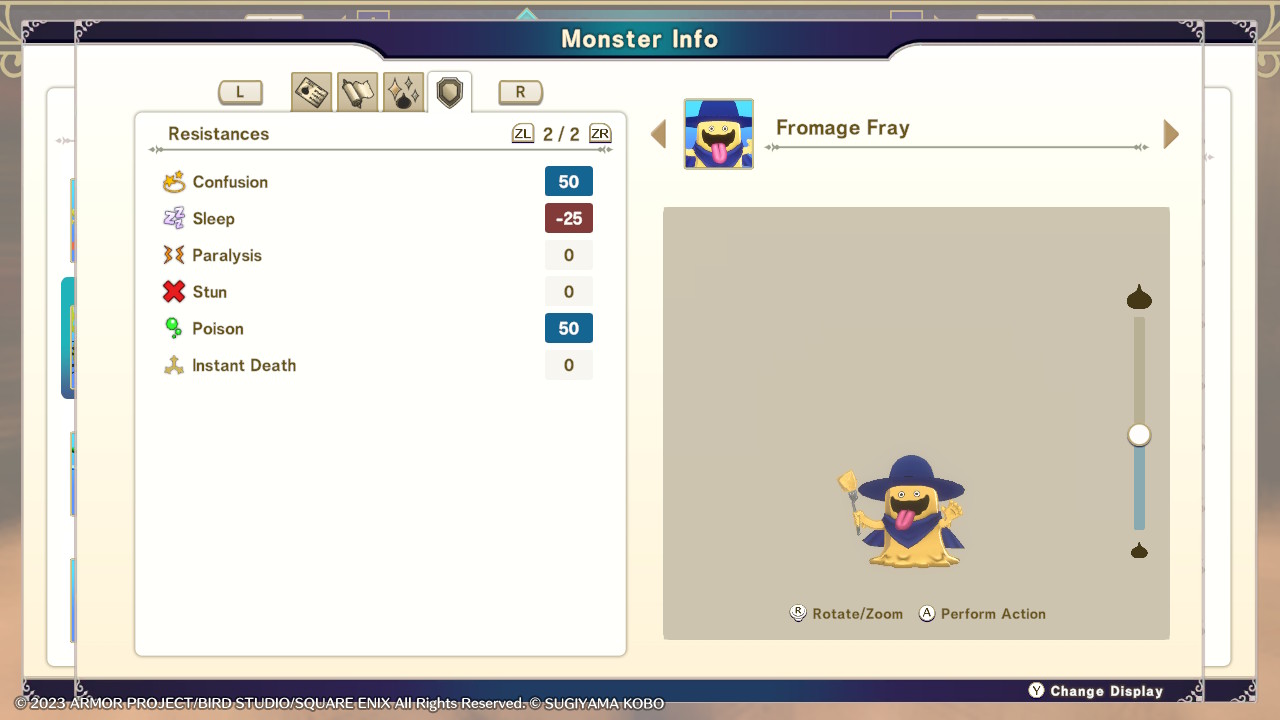 Monster Info
L
R
Resistances
ZL 2 / 2 ZR
Confusion 50
Sleep -25
Paralysis 0
Stun 0
Poison 50
Instant Death 0
Fromage Fray
R Rotate/Zoom A Perform Action
Y Change Display
© 2023 ARMOR PROJECT/BIRD STUDIO/SQUARE ENIX All Rights Reserved. © SUGIYAMA KOBO